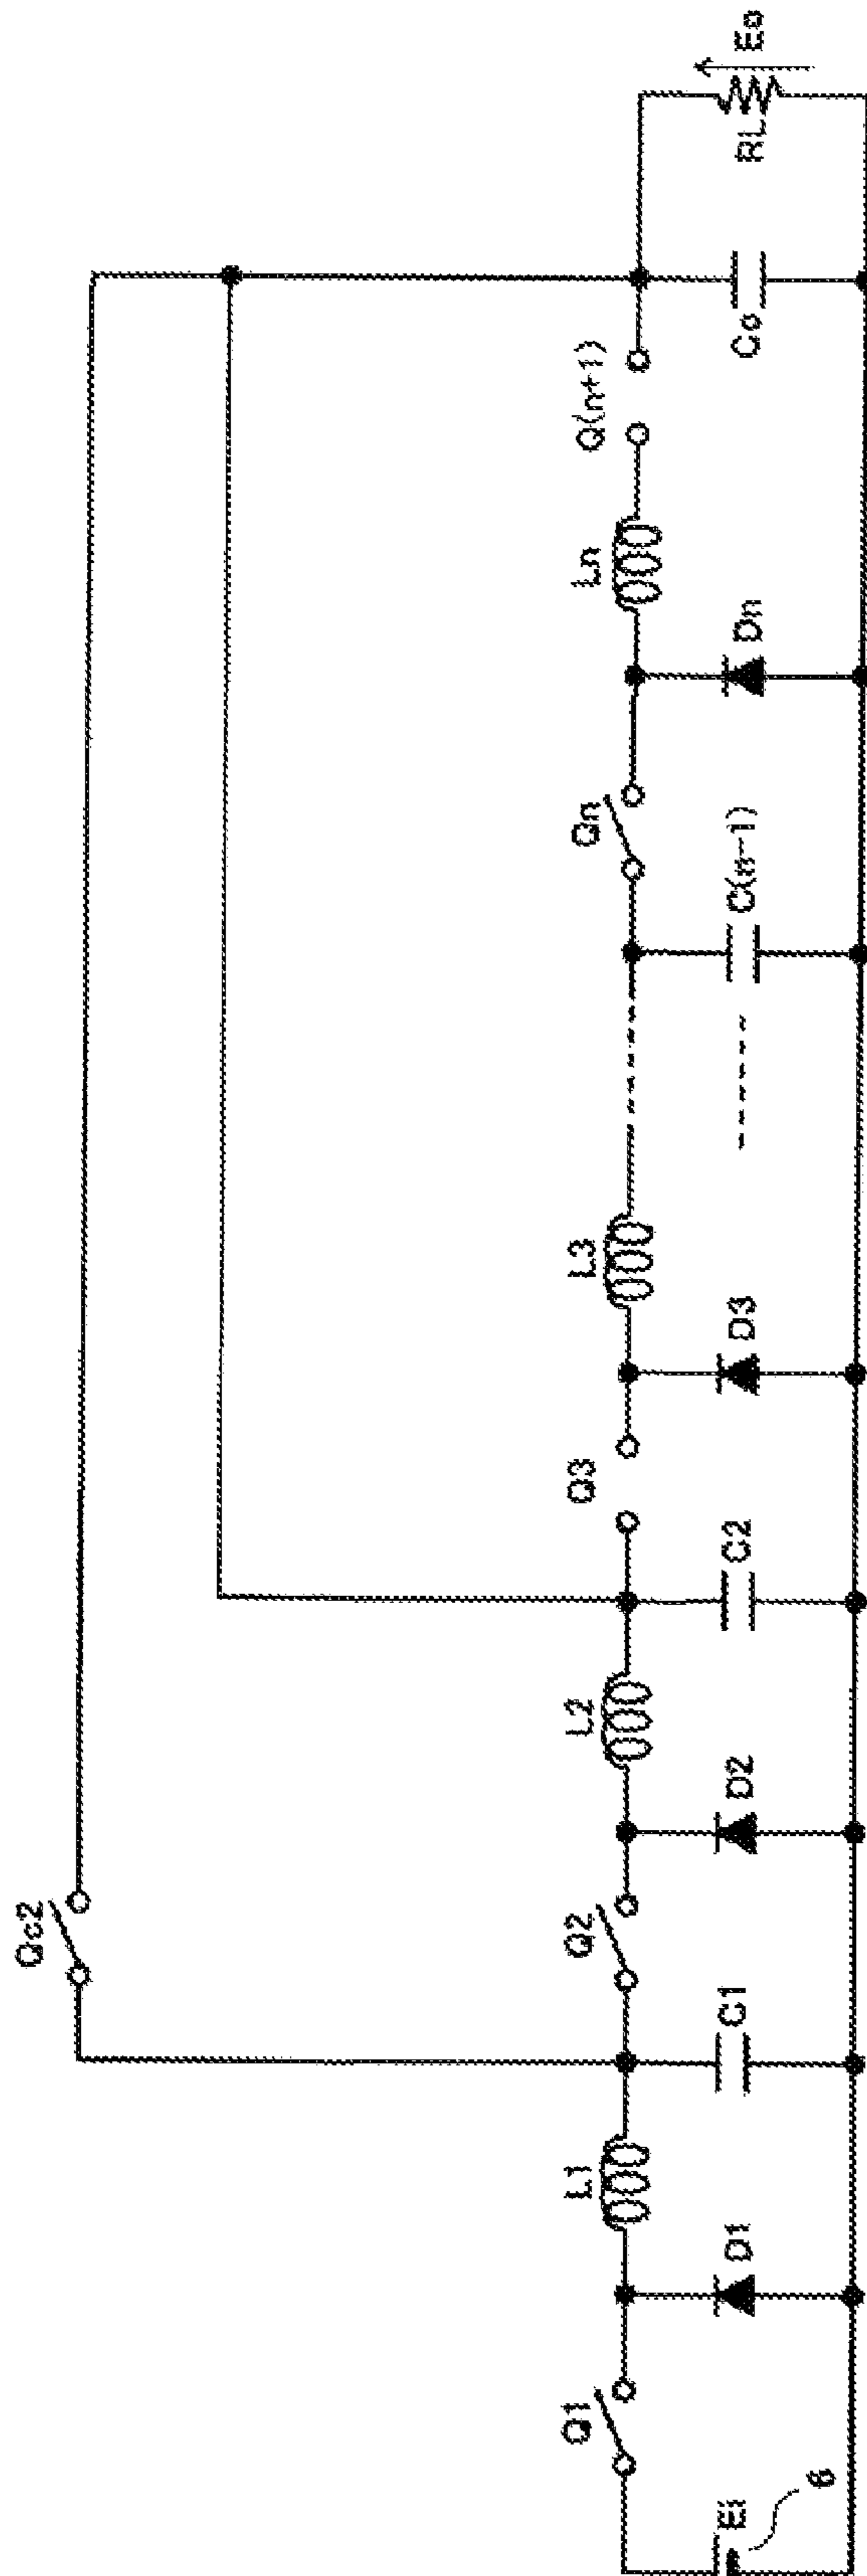 Qc2
Q1
L1
Q2
L2
Q3
L3
Qn
Ln
Q(n+1)
Ei
D1
C1
D2
C2
D3
C(n-1)
Dn
Co
RL
Eo
6